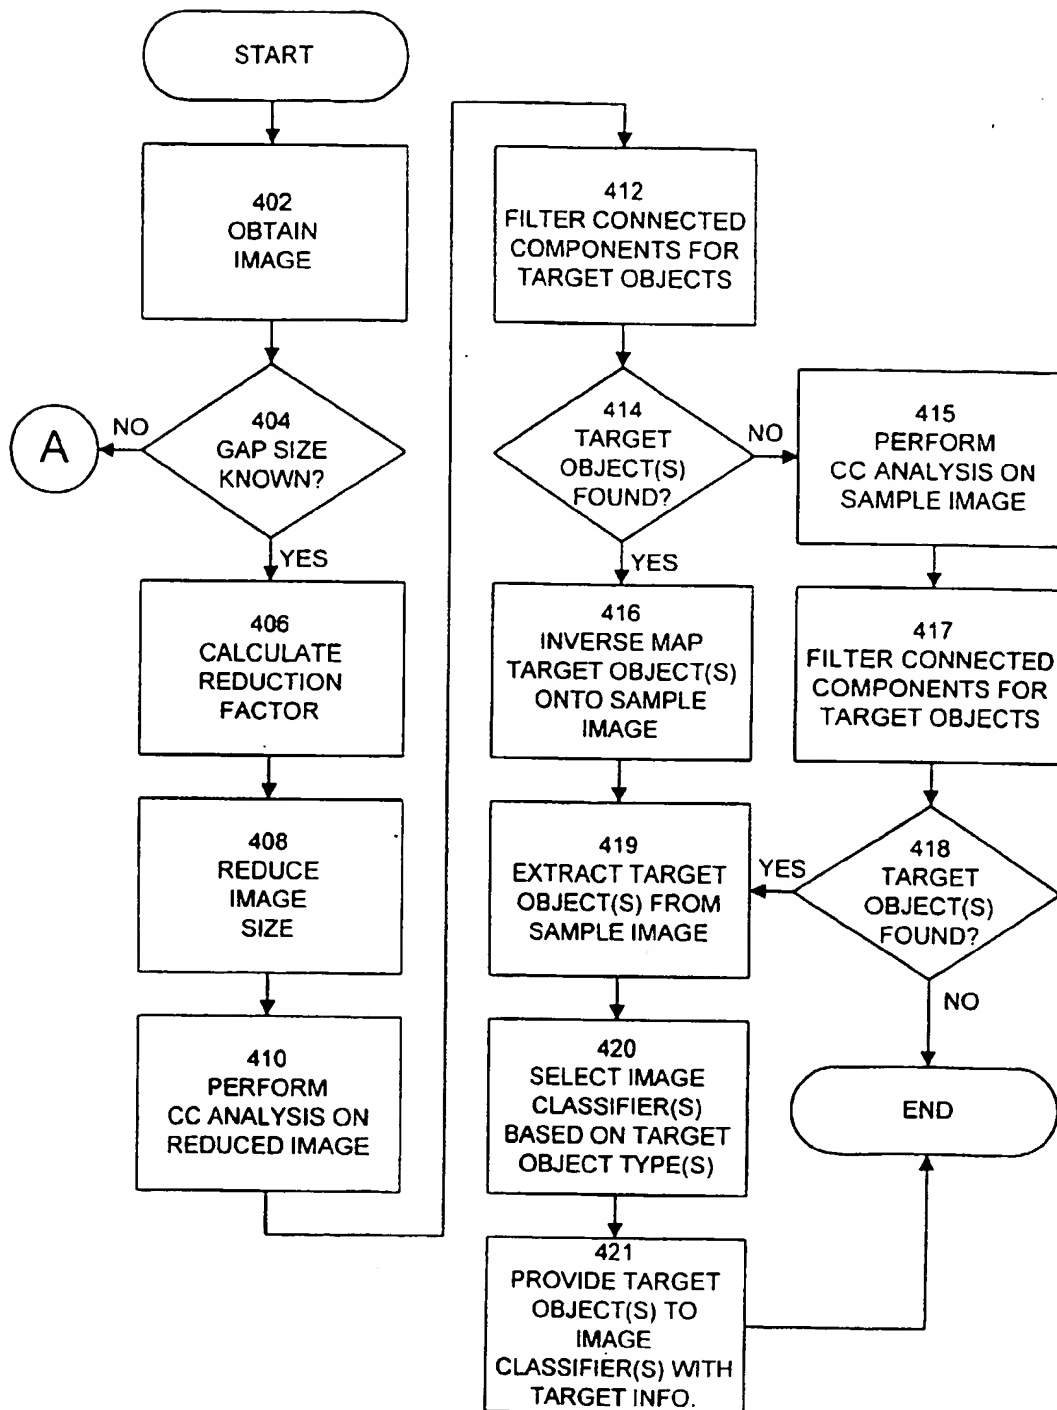 START
402
OBTAIN
IMAGE
404
GAP SIZE
KNOWN?
NO
A
YES
406
CALCULATE
REDUCTION
FACTOR
408
REDUCE
IMAGE
SIZE
410
PERFORM
CC ANALYSIS ON
REDUCED IMAGE
412
FILTER CONNECTED
COMPONENTS FOR
TARGET OBJECTS
414
TARGET
OBJECT(S)
FOUND?
NO
YES
415
PERFORM
CC ANALYSIS ON
SAMPLE IMAGE
416
INVERSE MAP
TARGET OBJECT(S)
ONTO SAMPLE
IMAGE
417
FILTER CONNECTED
COMPONENTS FOR
TARGET OBJECTS
418
TARGET
OBJECT(S)
FOUND?
YES
NO
419
EXTRACT TARGET
OBJECT(S) FROM
SAMPLE IMAGE
420
SELECT IMAGE
CLASSIFIER(S)
BASED ON TARGET
OBJECT TYPE(S)
421
PROVIDE TARGET
OBJECT(S) TO
IMAGE
CLASSIFIER(S) WITH
TARGET INFO.
END